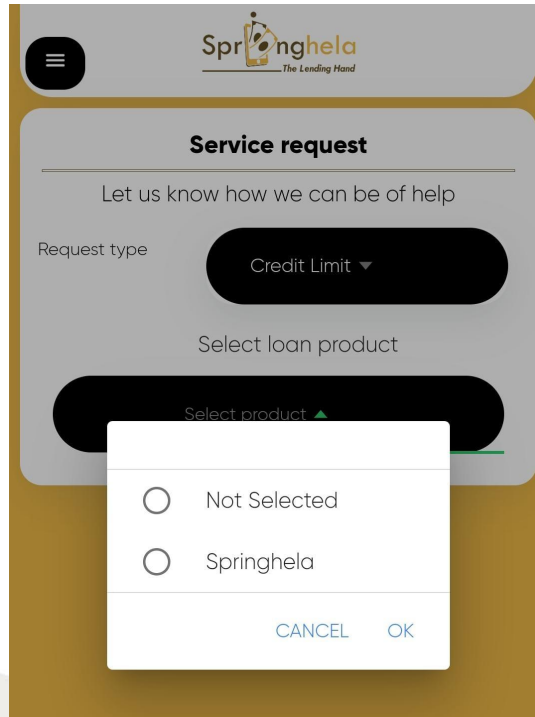 Springhela
The Lending Hand
Service request
Let us know how we can be of help
Request type
Credit Limit
Select loan product
Select product
Not Selected
Springhela
CANCEL OK